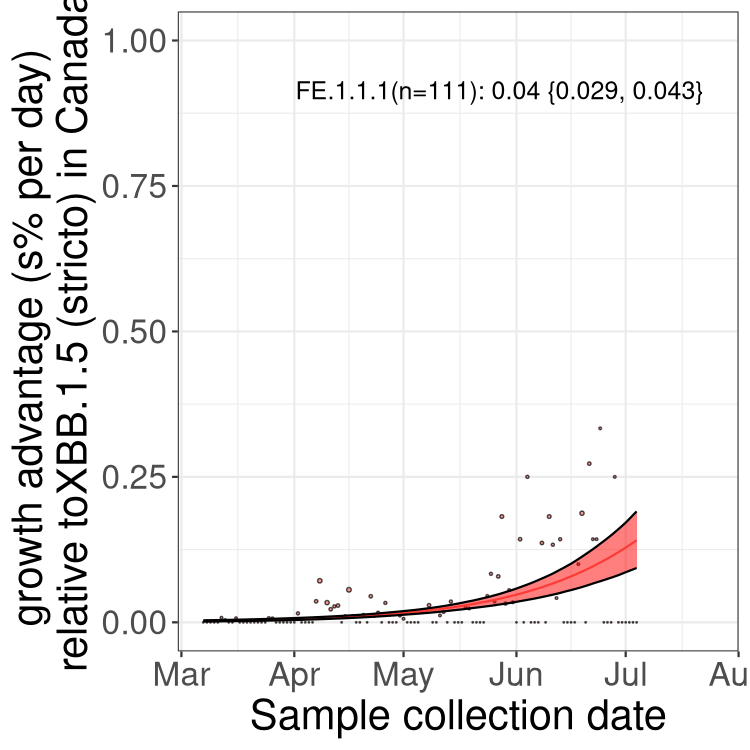 growth advantage (s% per day)
relative toXBB.1.5 (stricto) in Canada
1.00
0.75
0.50
0.25
0.00
FE.1.1.1(n=111): 0.04 {0.029, 0.043}
Mar Apr May Jun Jul Au
Sample collection date